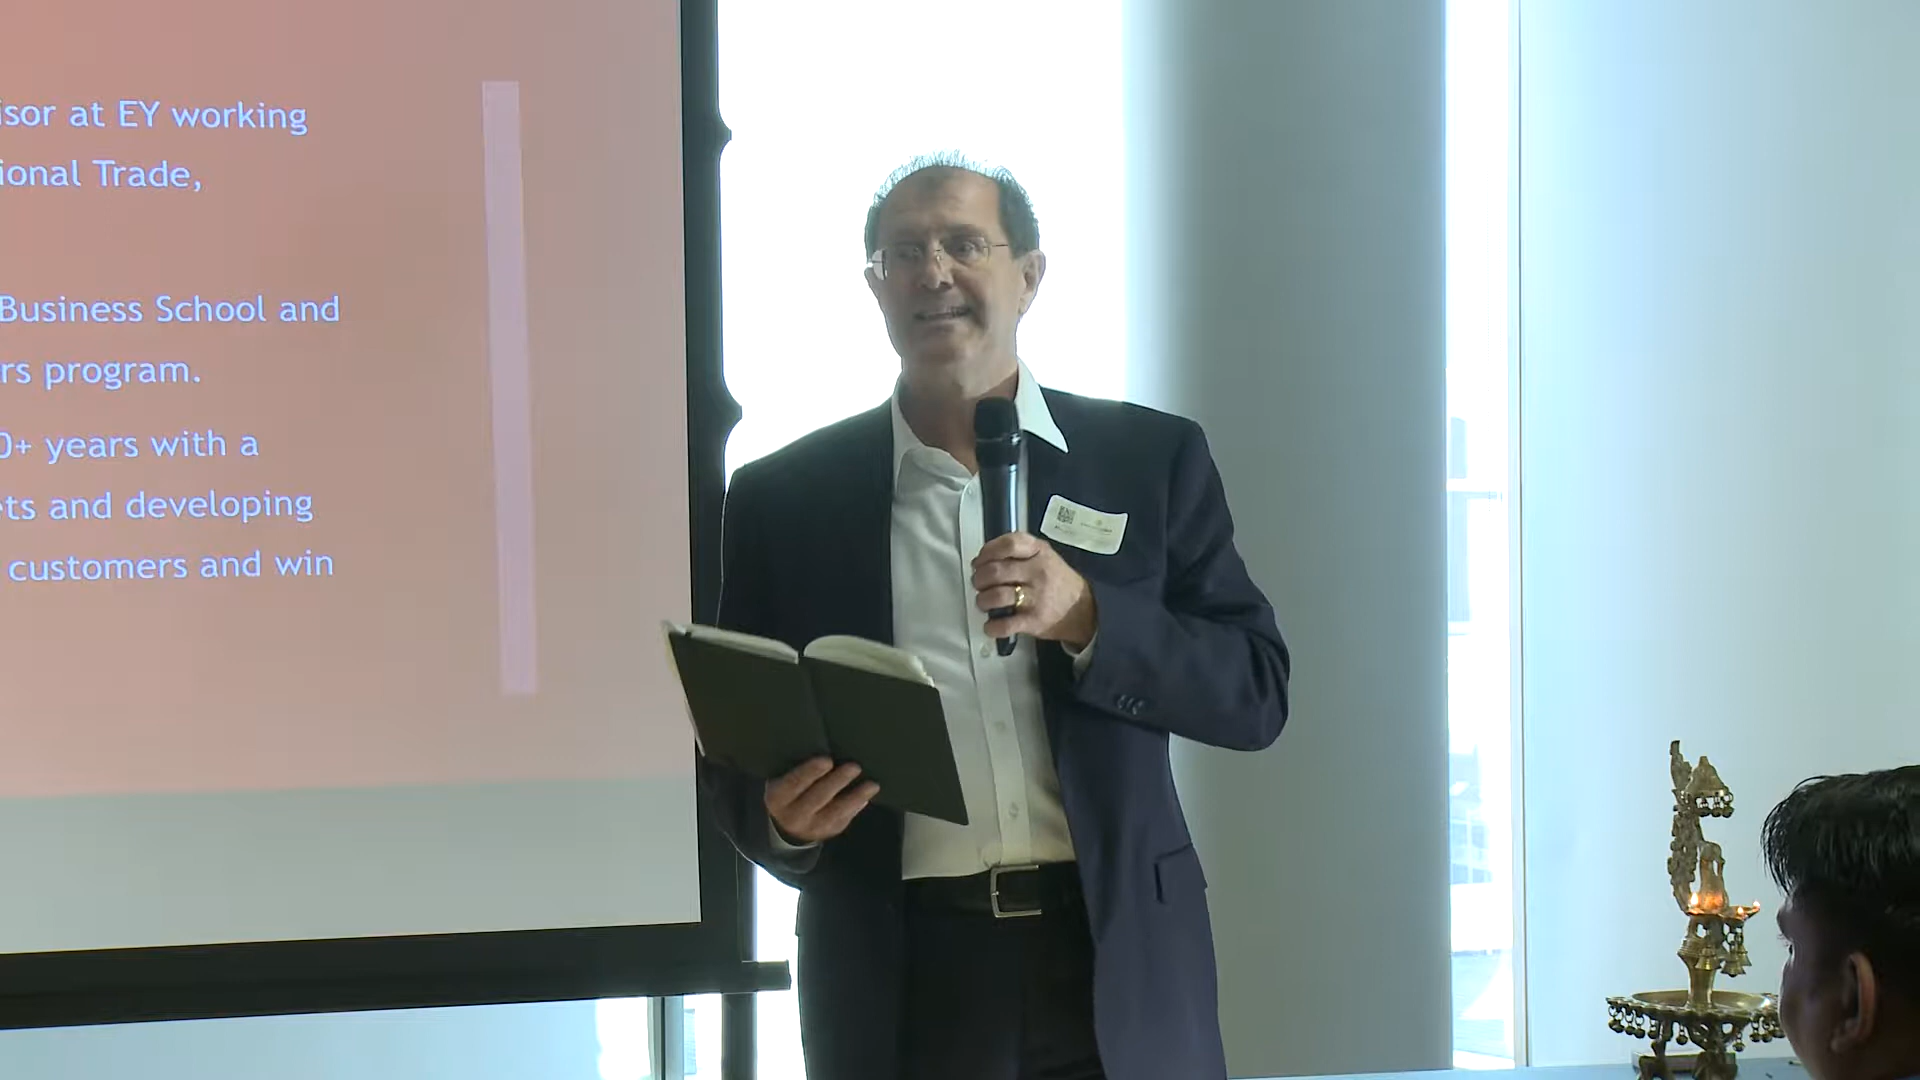 isor at EY working
ional Trade,
Business School and
rs program.
0+ years with a
ets and developing
customers and win